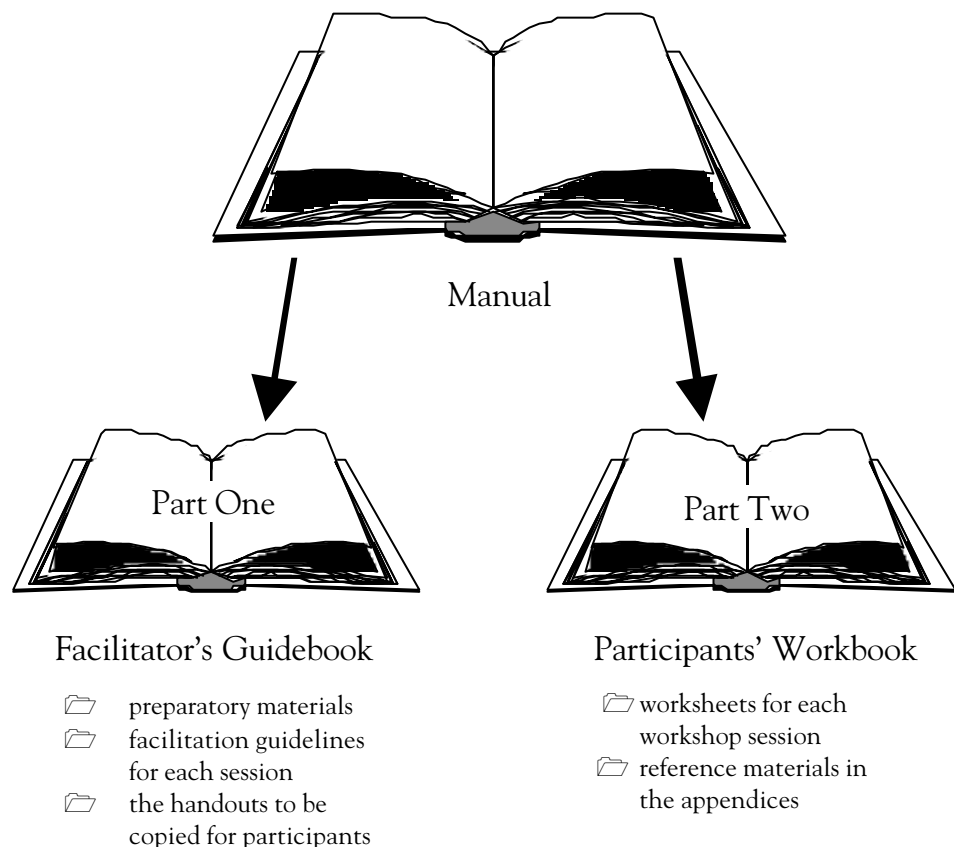 Manual
Part One
Part Two
Facilitator's Guidebook
preparatory materials
facilitation guidelines
for each session
the handouts to be
copied for participants
Participants' Workbook
worksheets for each
workshop session
reference materials in
the appendices